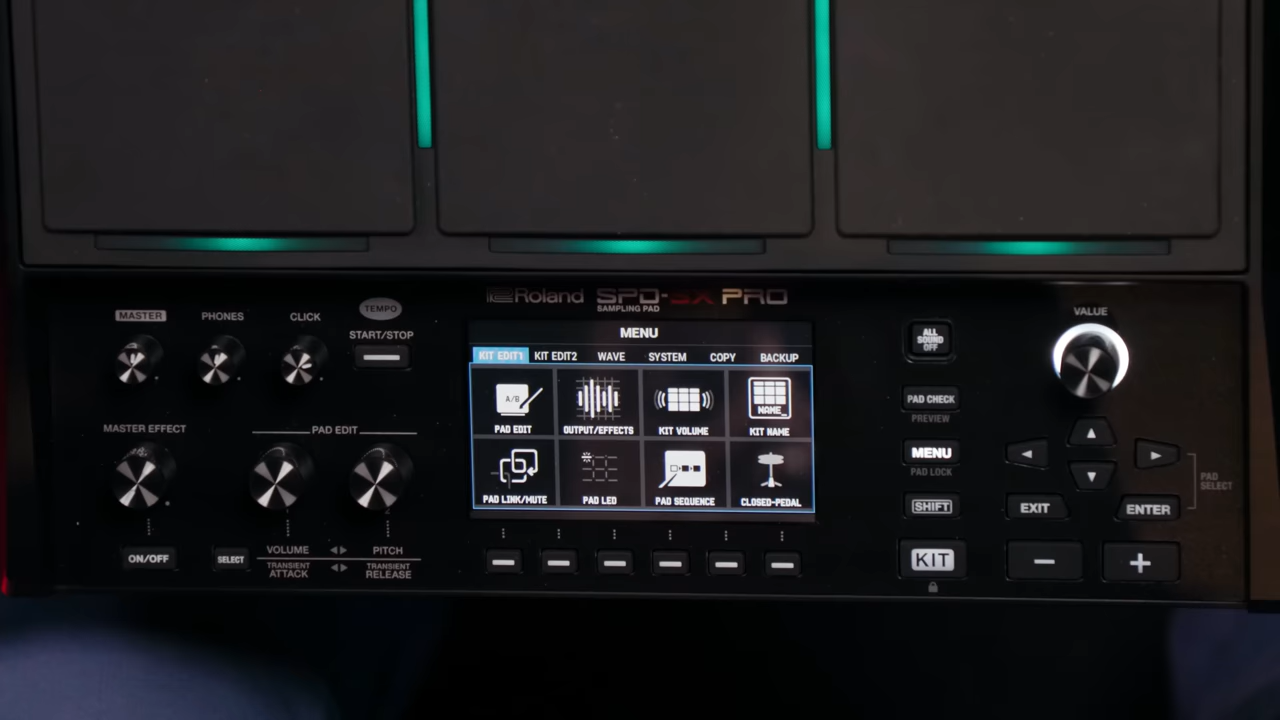 Roland SPD-SX PRO
SAMPLING PAD
MASTER
PHONES
CLICK
TEMPO
START/STOP
MASTER EFFECT
PAD EDIT
ON/OFF
SELECT
VOLUME
PITCH
TRANSIENT ATTACK
TRANSIENT RELEASE
MENU
KIT EDIT1 KIT EDIT2 WAVE SYSTEM COPY BACKUP
A/B
NAME_
PAD EDIT OUTPUT/EFFECTS KIT VOLUME KIT NAME
PAD LINK/MUTE PAD LED PAD SEQUENCE CLOSED-PEDAL
ALL
SOUND
OFF
PAD CHECK
PREVIEW
MENU
PAD LOCK
SHIFT
KIT
VALUE
PAD
SELECT
EXIT
ENTER
−
+